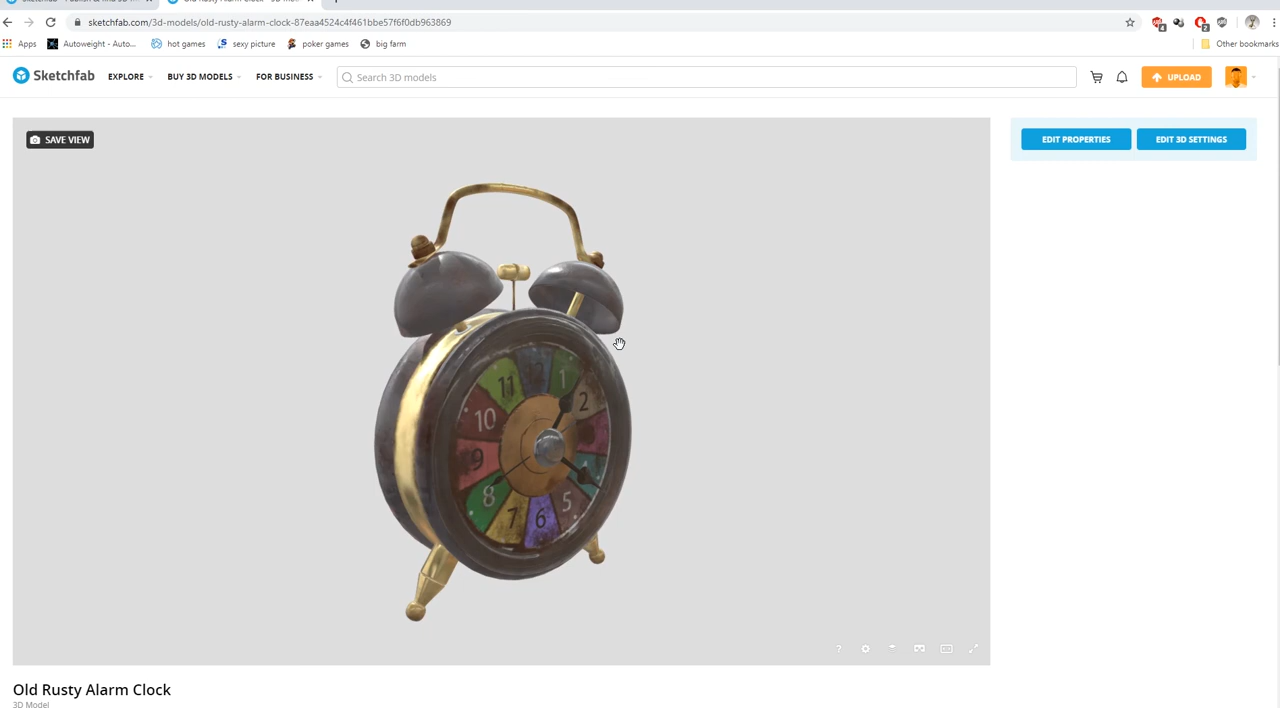 sketchfab.com/3d-models/old-rusty-alarm-clock-87eaa4524c4f461bbe57f6f0db963869
Apps Autoweight - Auto... hot games sexy picture poker games big farm Other bookmarks
Sketchfab EXPLORE BUY 3D MODELS FOR BUSINESS Search 3D models UPLOAD
SAVE VIEW EDIT PROPERTIES EDIT 3D SETTINGS
11 12 1
10 2
9
8 5
7 6
?
Old Rusty Alarm Clock
3D Model